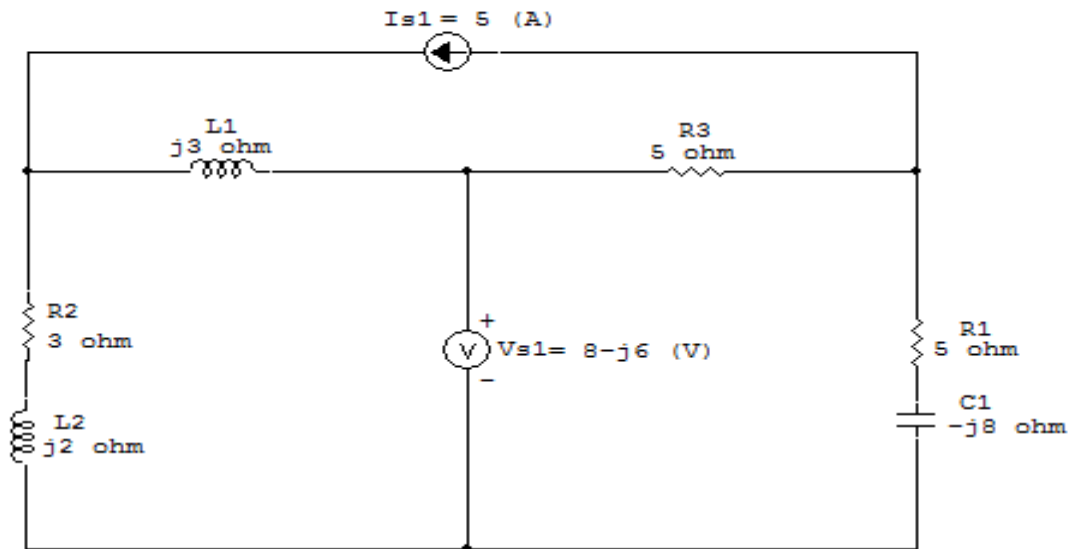 Is1 = 5 (A)
L1
j3 ohm
R3
5 ohm
R2
3 ohm
+
V
Vs1= 8-j6 (V)
-
R1
5 ohm
L2
j2 ohm
C1
-j8 ohm